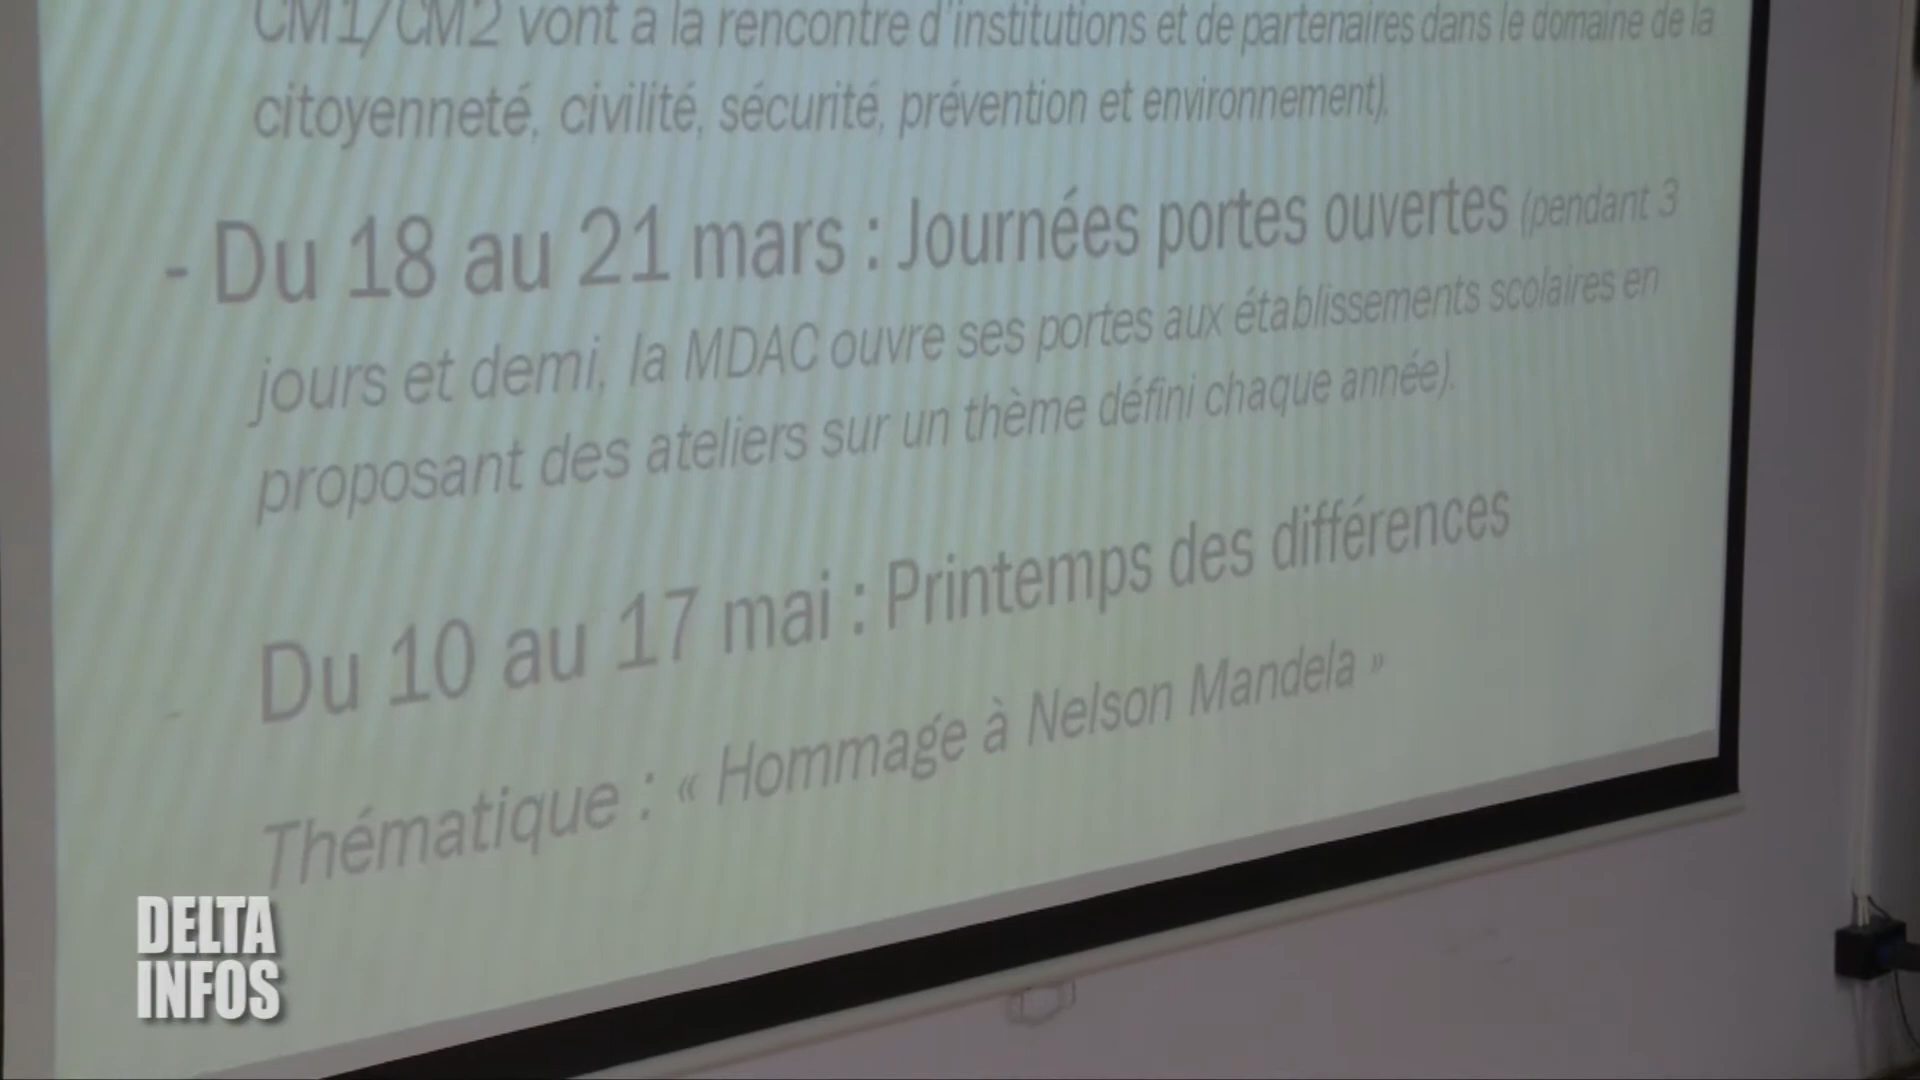 CM1/CM2 vont à la rencontre d'institutions et de partenaires dans le domaine de la
citoyenneté, civilité, sécurité, prévention et environnement).
- Du 18 au 21 mars : Journées portes ouvertes (pendant 3
jours et demi, la MDAC ouvre ses portes aux établissements scolaires en
proposant des ateliers sur un thème défini chaque année).
- Du 10 au 17 mai : Printemps des différences
Thématique : « Hommage à Nelson Mandela »
DELTA
INFOS